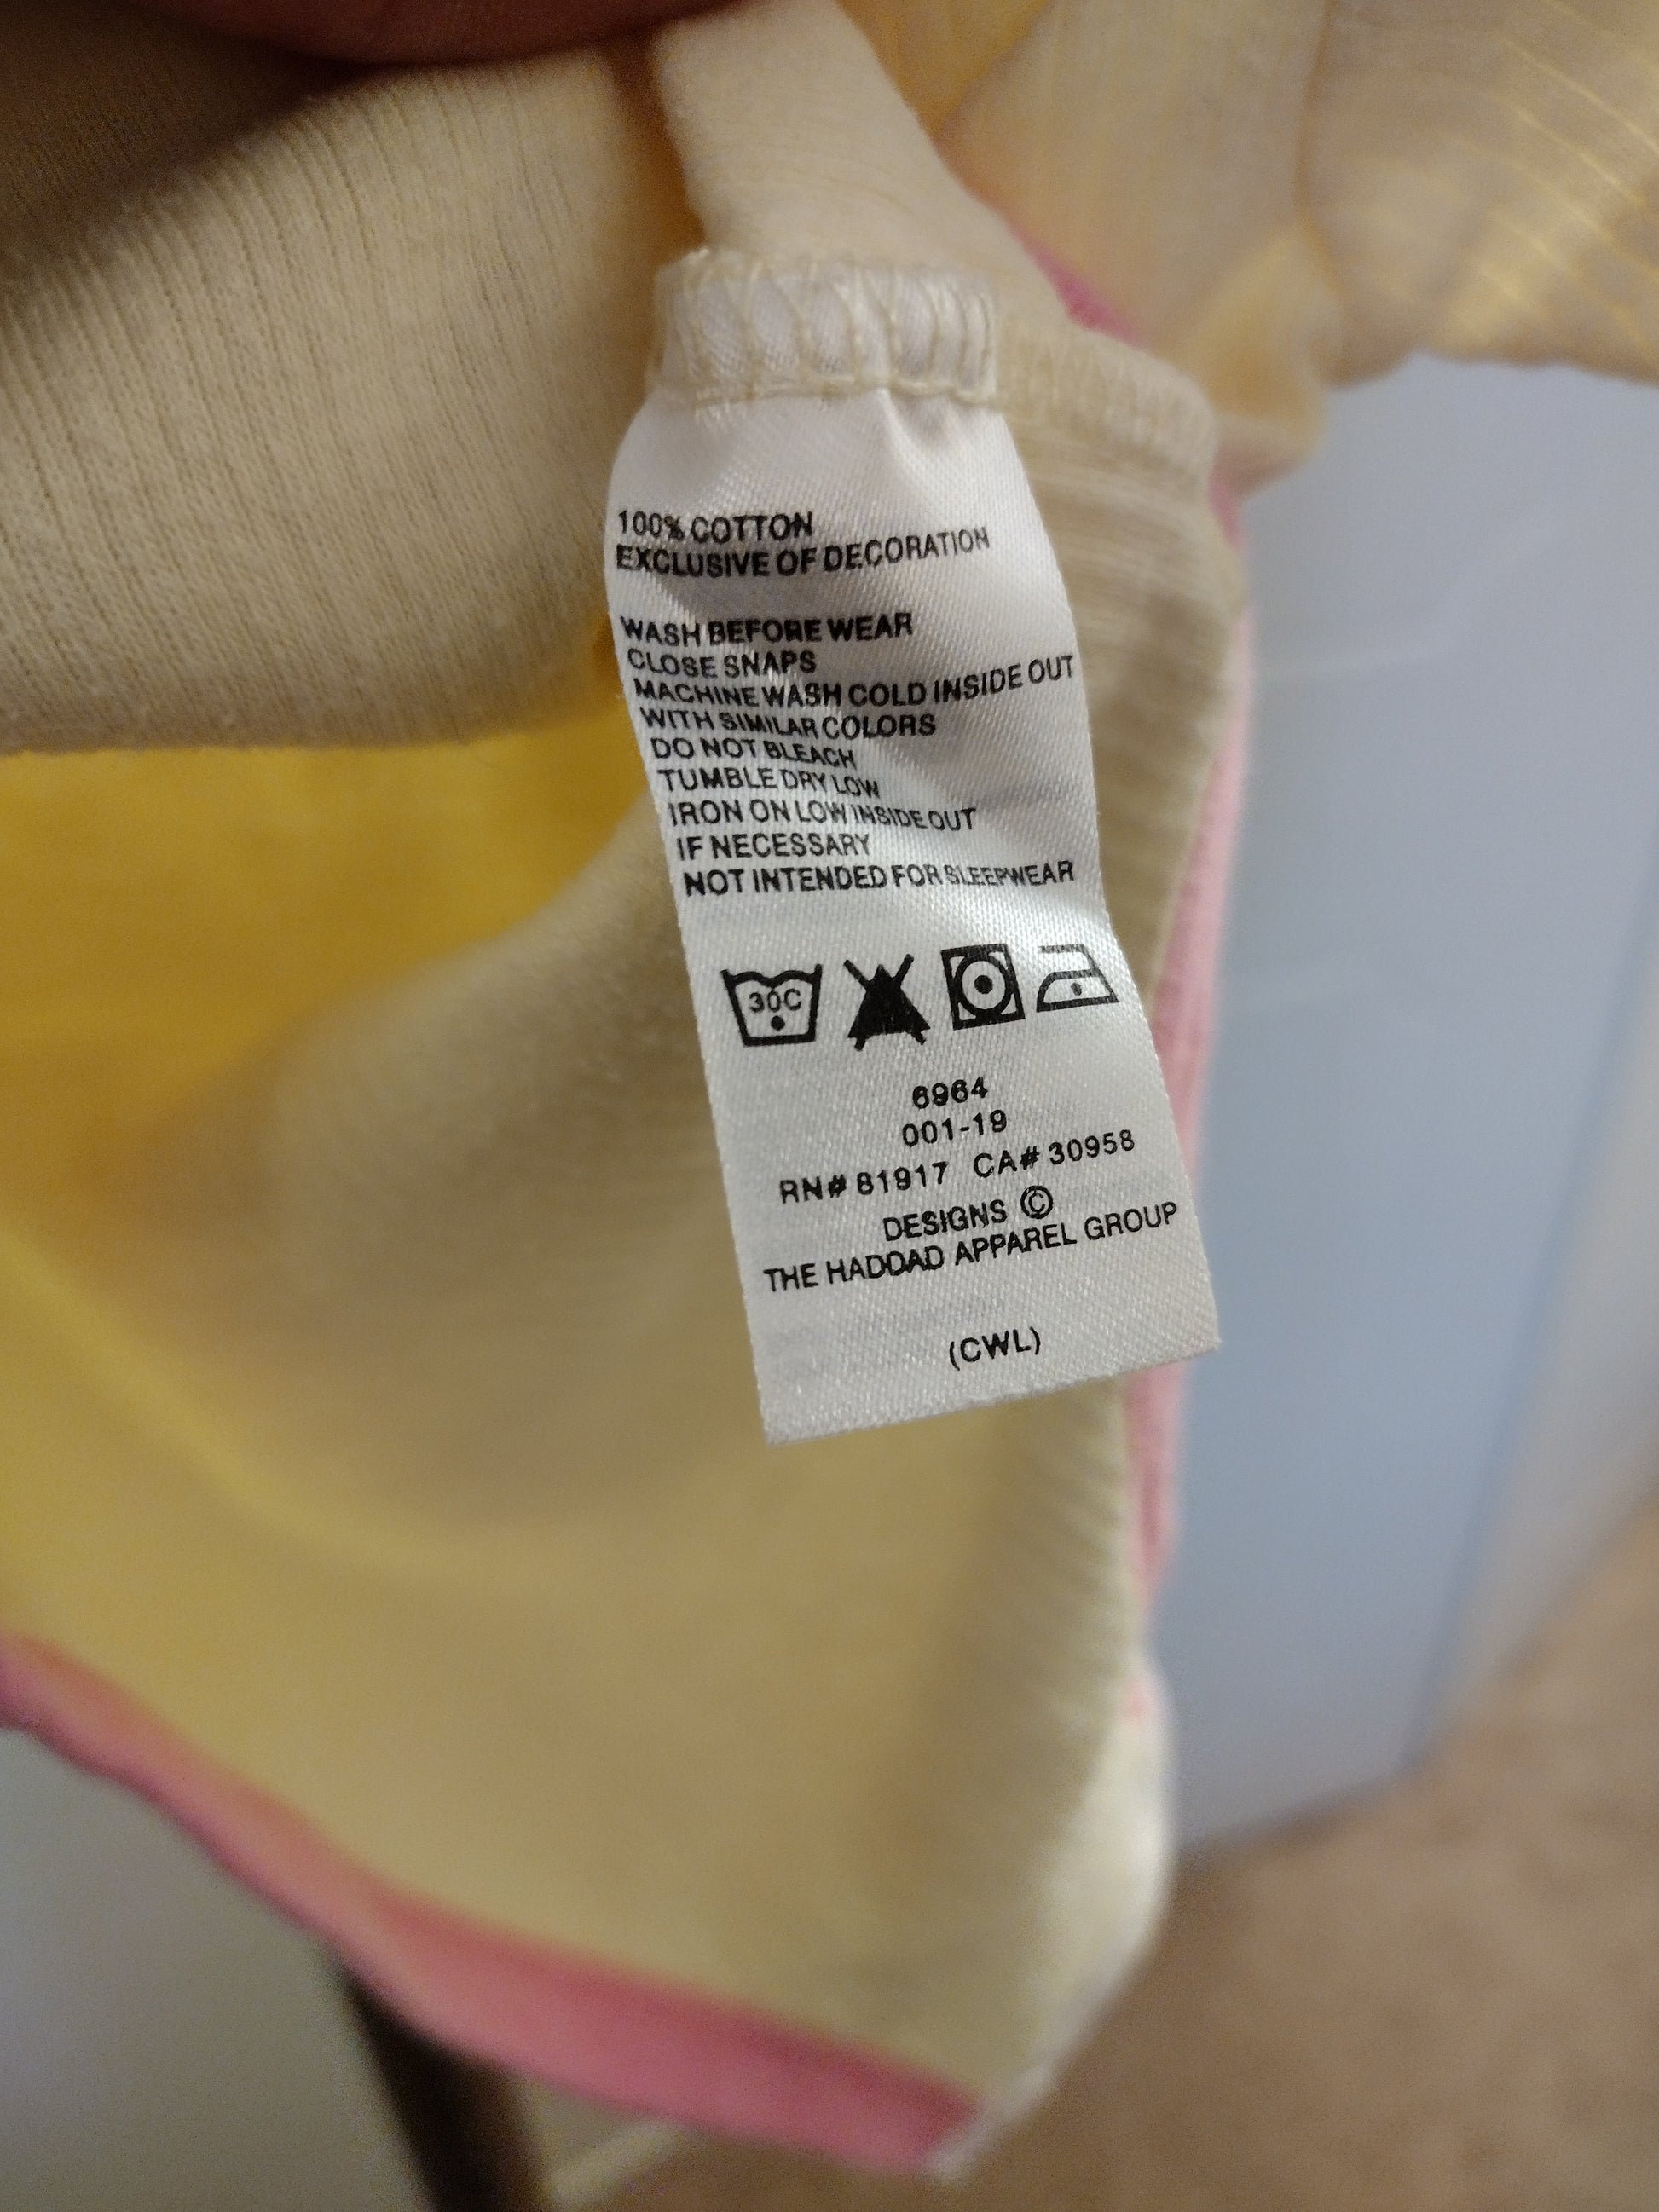 100% COTTON
EXCLUSIVE OF DECORATION
WASH BEFORE WEAR
CLOSE SNAPS
MACHINE WASH COLD INSIDE OUT
WITH SIMILAR COLORS
DO NOT BLEACH
TUMBLE DRY LOW
IRON ON LOW INSIDE OUT
IF NECESSARY
NOT INTENDED FOR SLEEPWEAR
30C
6964
001-19
RN# 81917 CA# 30958
DESIGNS ©
THE HADDAD APPAREL GROUP
(CWL)